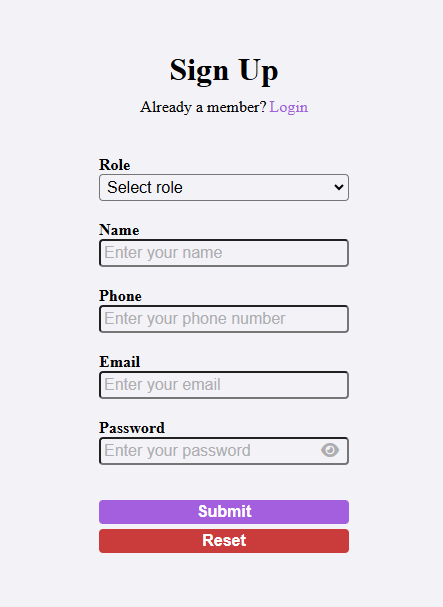 Sign Up
Already a member? Login
Role
Select role
Name
Enter your name
Phone
Enter your phone number
Email
Enter your email
Password
Enter your password
Submit
Reset